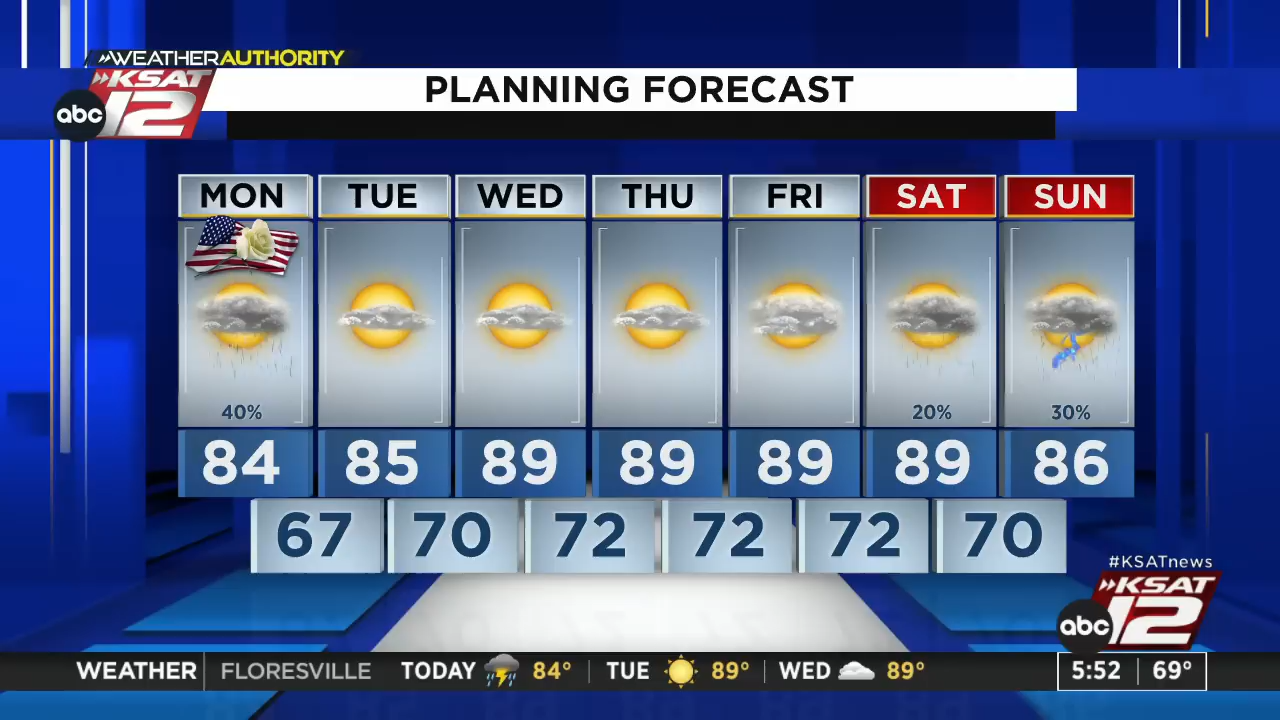 WEATHERAUTHORITY
KSAT
abc 12
PLANNING FORECAST
MON TUE WED THU FRI SAT SUN
40% 20% 30%
84 85 89 89 89 89 86
67 70 72 72 72 70
#KSATnews
KSAT
abc 12
WEATHER FLORESVILLE TODAY 84° TUE 89° WED 89° 5:52 69°